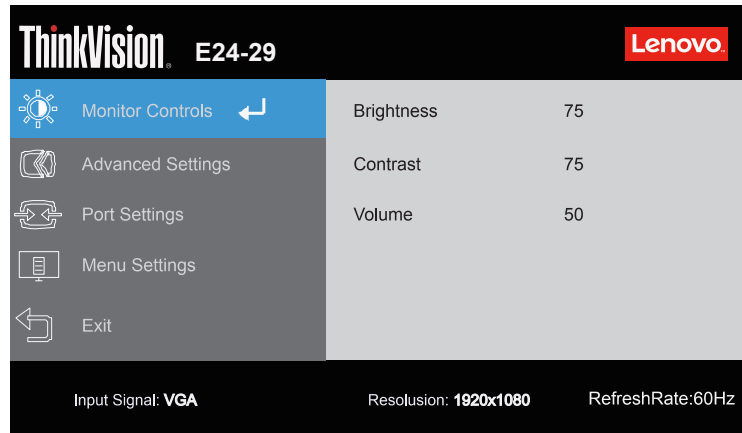 ThinkVision® E24-29 Lenovo.
Monitor Controls Brightness 75
Advanced Settings Contrast 75
Port Settings Volume 50
Menu Settings
Exit
Input Signal: VGA Resolusion: 1920x1080 RefreshRate:60Hz